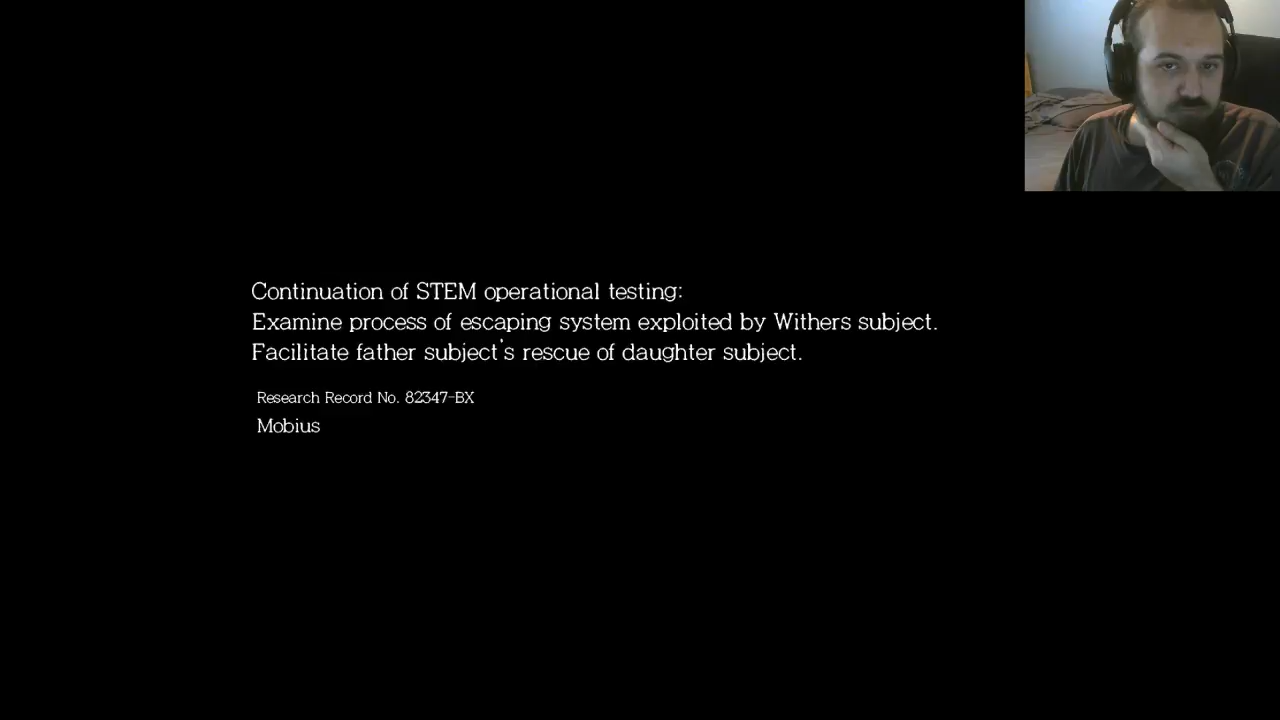 Continuation of STEM operational testing:
Examine process of escaping system exploited by Withers subject.
Facilitate father subject's rescue of daughter subject.
Research Record No. 82347-BX
Mobius